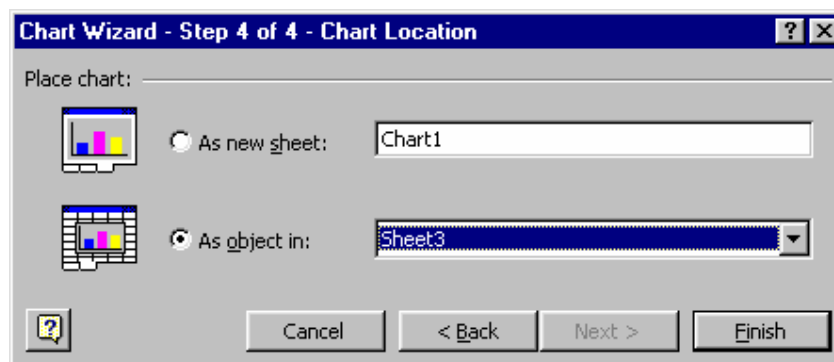 Chart Wizard - Step 4 of 4 - Chart Location
Place chart:
As new sheet: Chart1
As object in: Sheet3
Cancel < Back Next > Finish